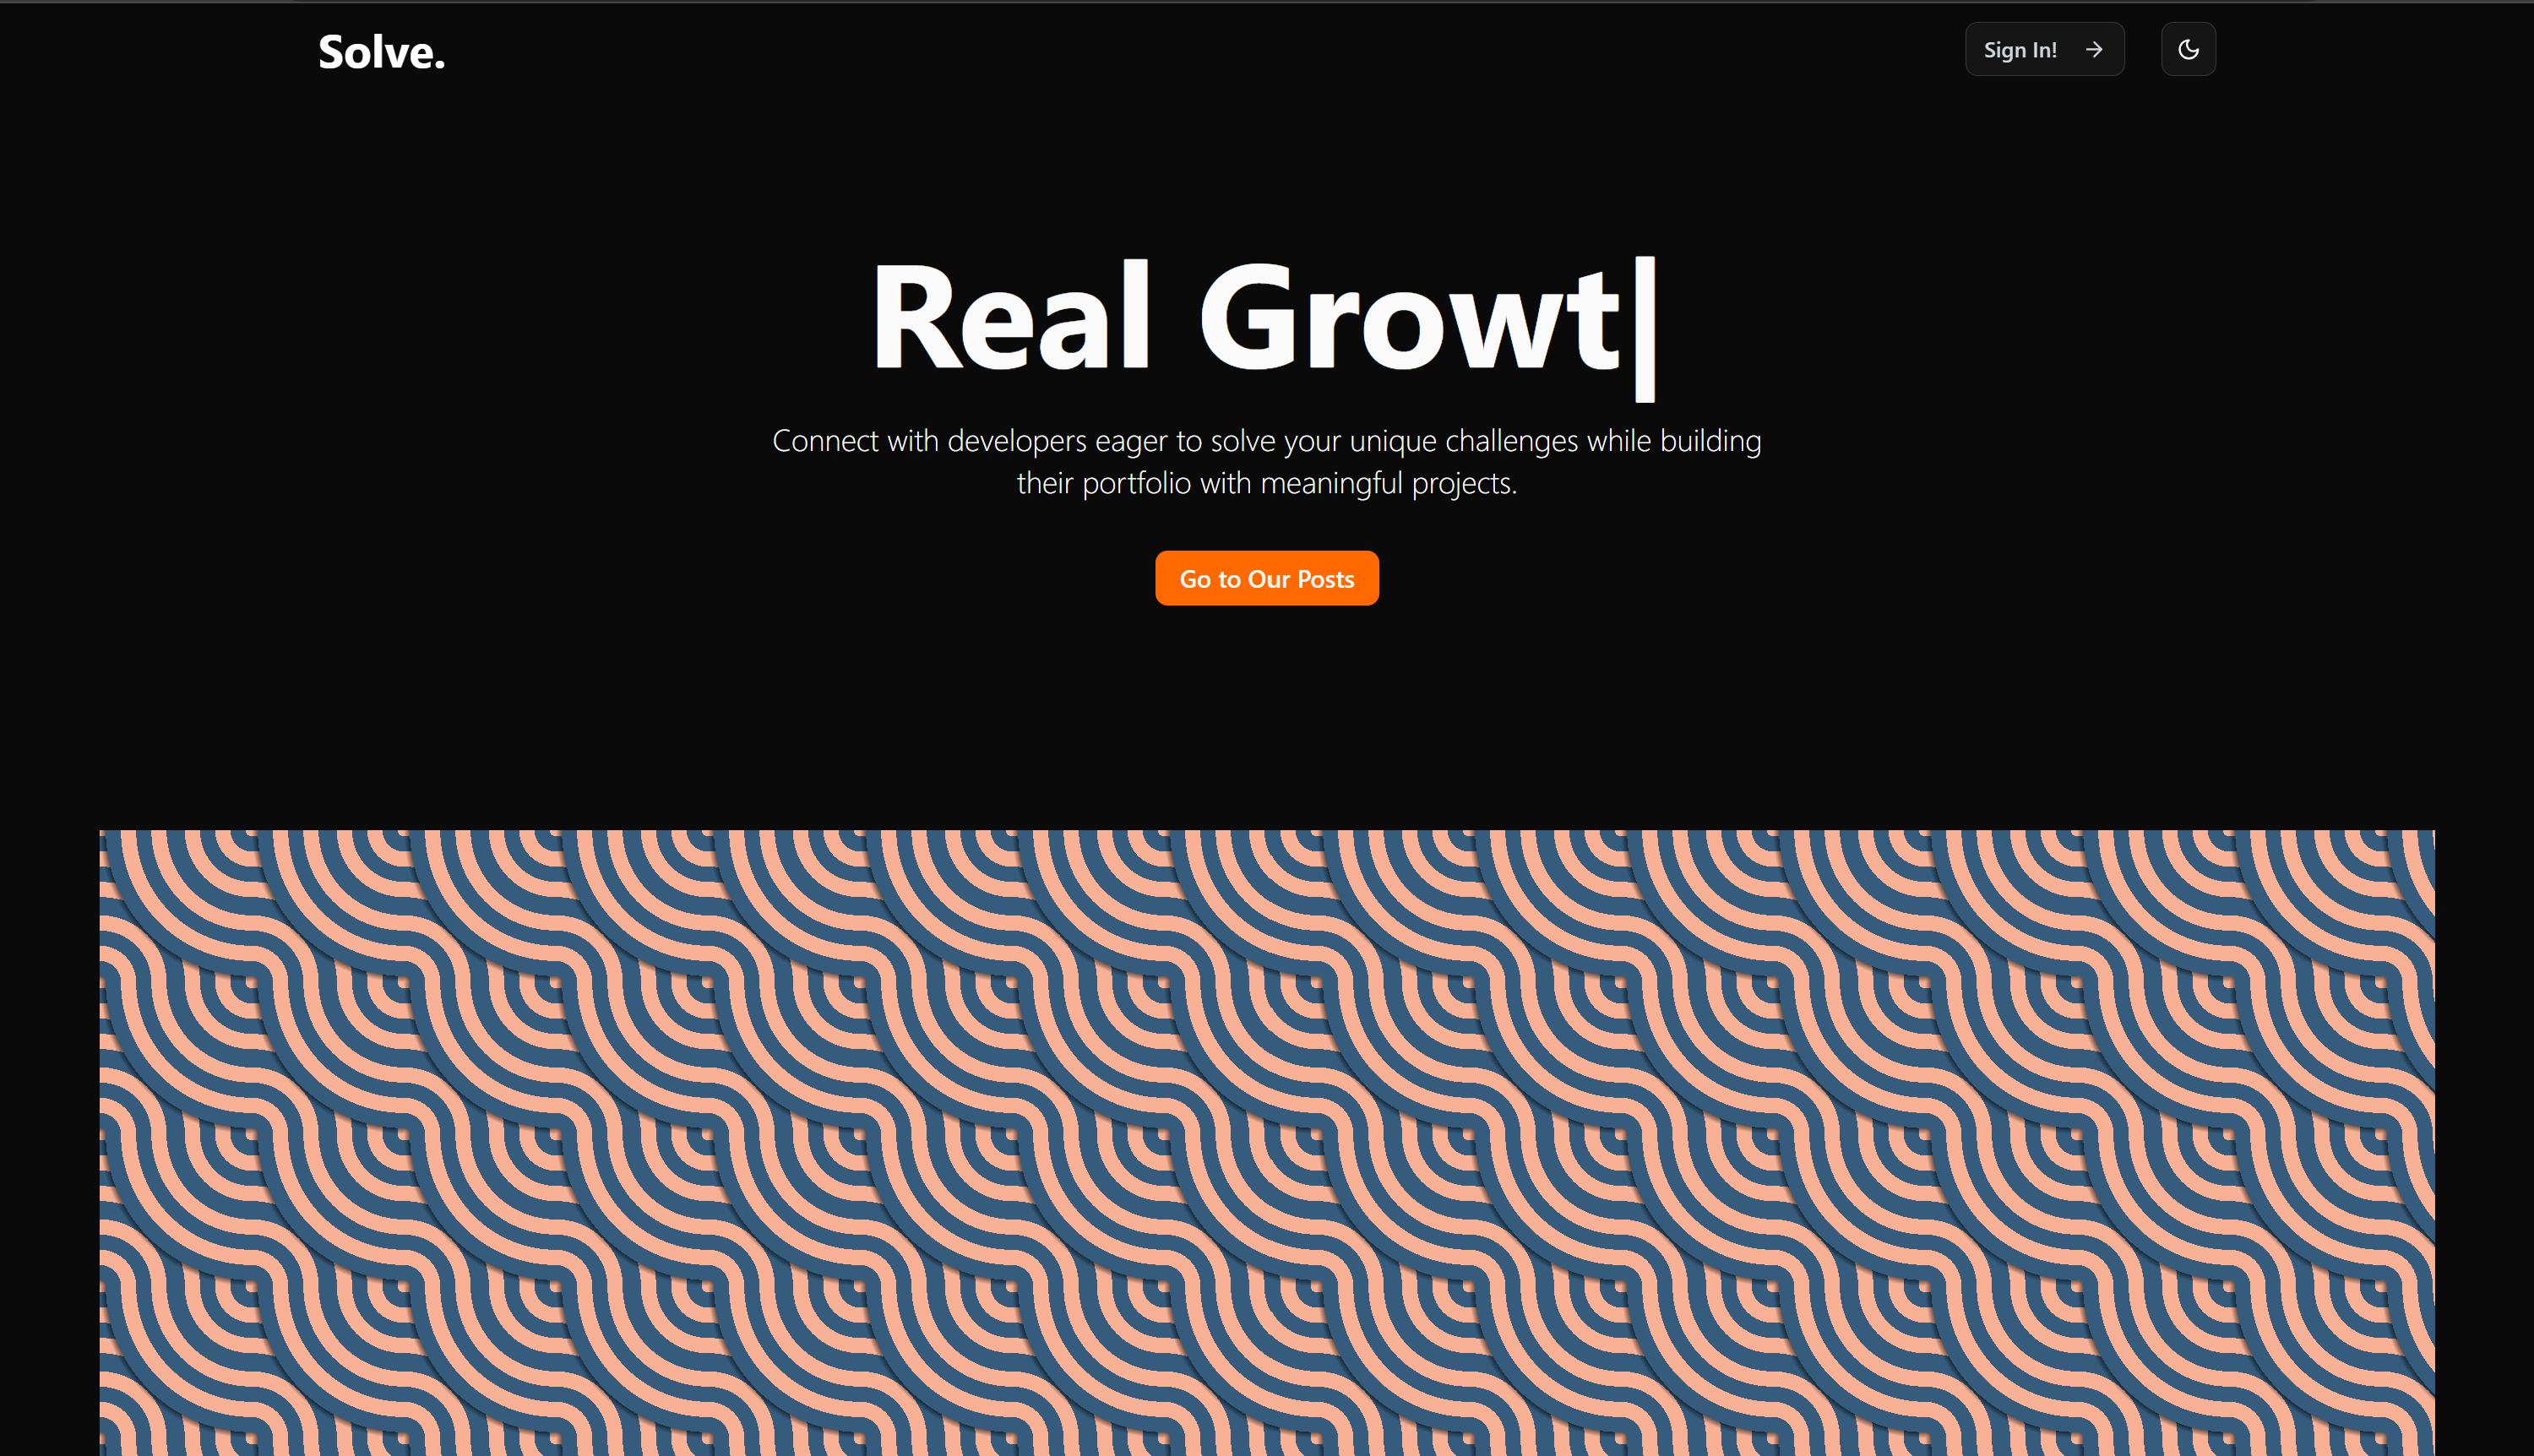 Solve.
Sign In!
Real Growt
Connect with developers eager to solve your unique challenges while building
their portfolio with meaningful projects.
Go to Our Posts